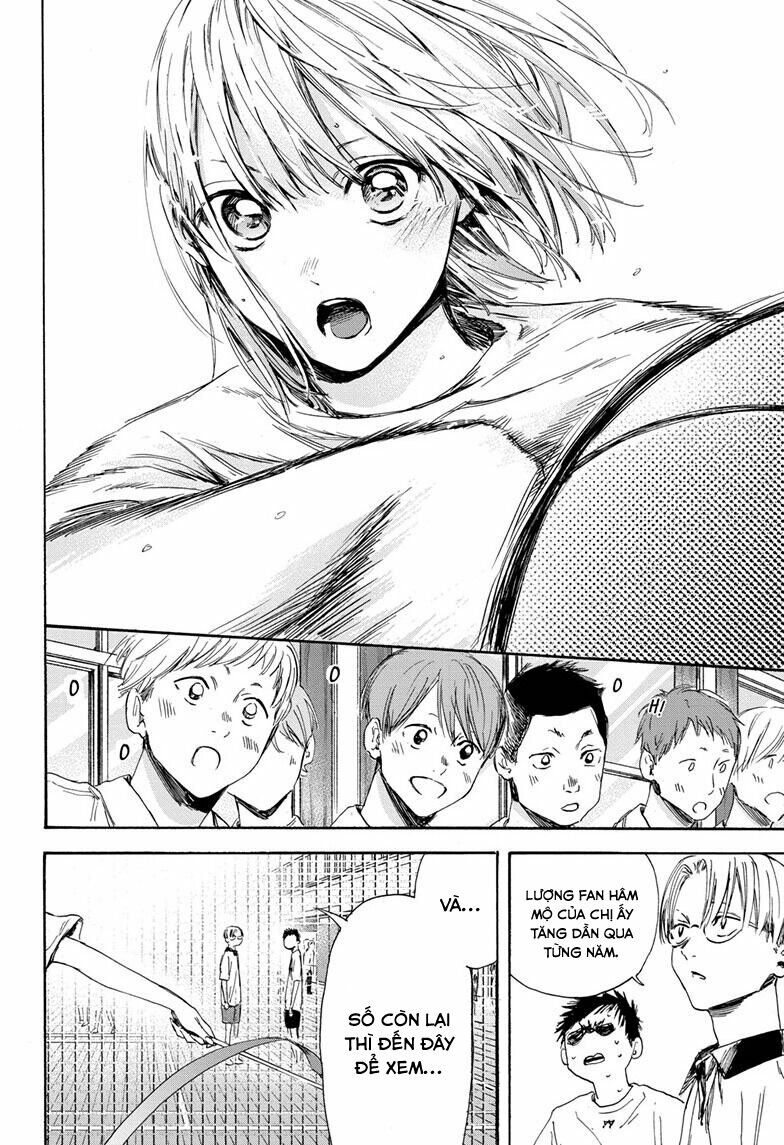 O
O
O
O
HỊ
LƯỢNG FAN HÂM
MỘ CỦA CHỊ ẤY
TĂNG DẦN QUA
TỪNG NĂM.
VÀ...
SỐ CÒN LẠI
THÌ ĐẾN ĐÂY
ĐỂ XEM...